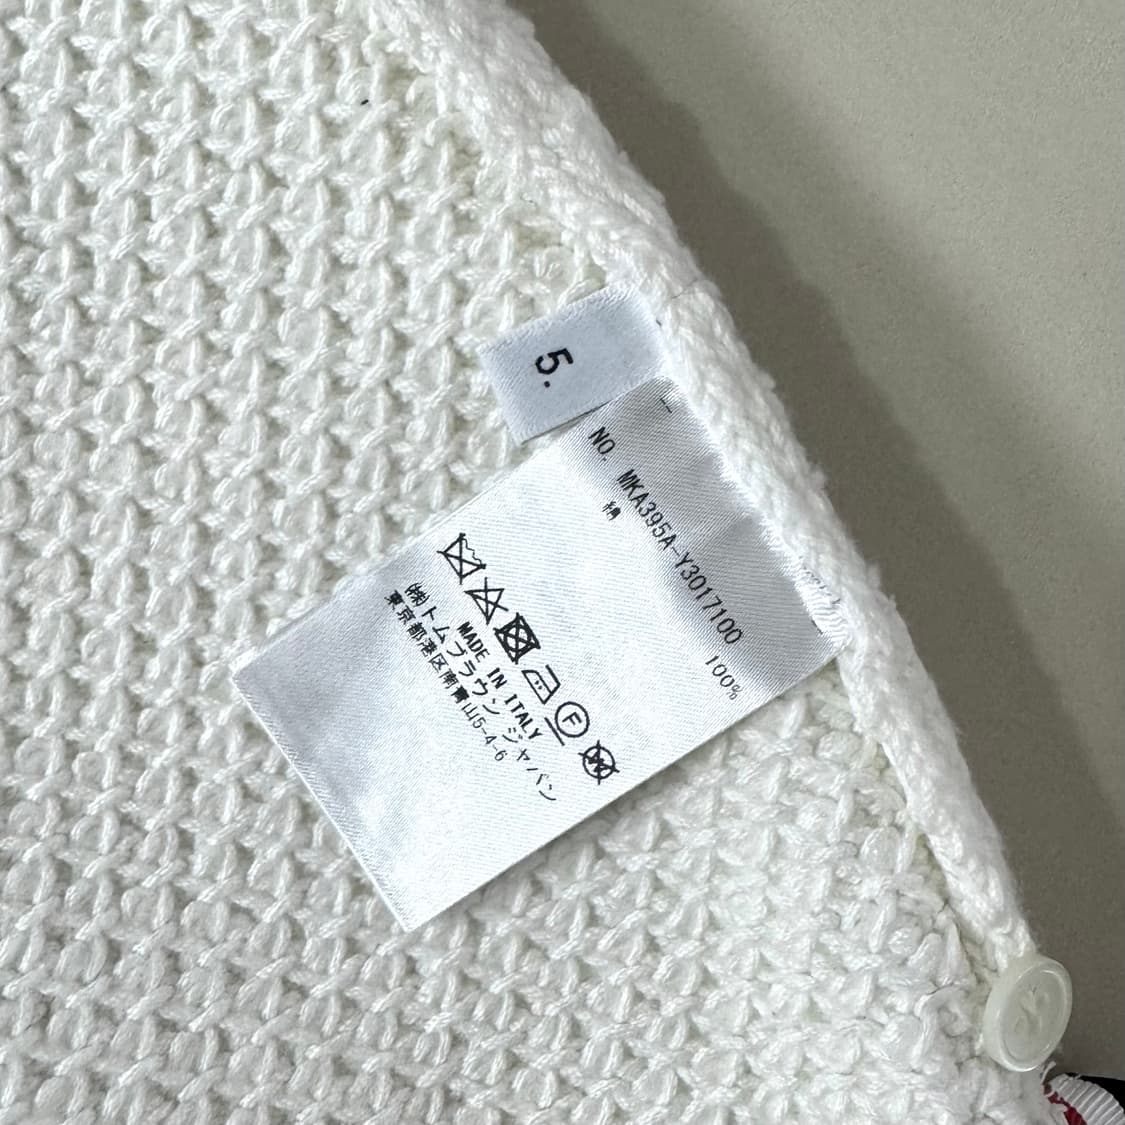 5.
NO. MKA395A-Y3017100
綿 100%
F
W
MADE IN ITALY
(株)トム ブラウン ジャパン
東京都港区南青山5-4-6